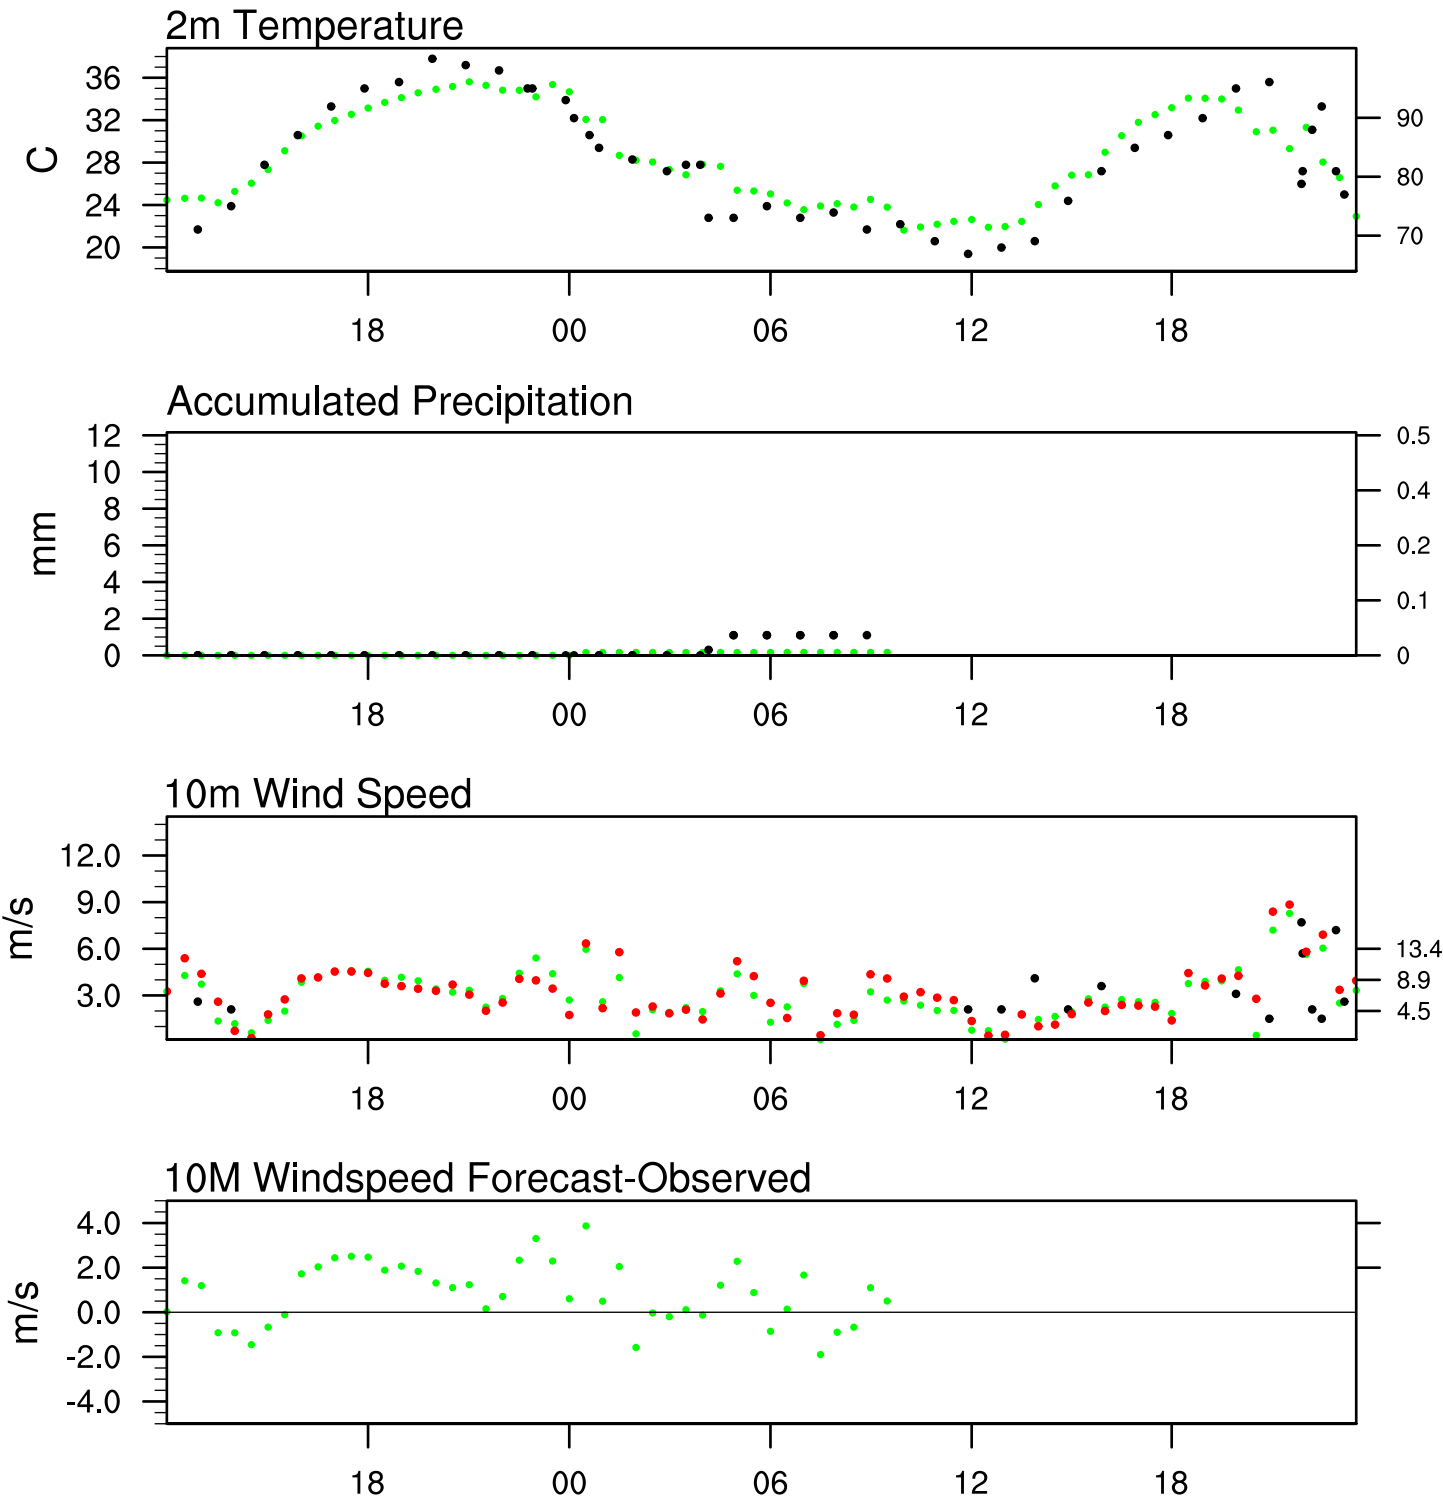 2m Temperature
36
32
90
C
28
24
80
20
70
18 00 06 12 18
Accumulated Precipitation
12 0.5
10
8 0.4
mm
6 0.2
4
2 0.1
0 0
18 00 06 12 18
10m Wind Speed
12.0
9.0
m/s
6.0 13.4
8.9
3.0 4.5
18 00 06 12 18
10M Windspeed Forecast-Observed
4.0
2.0
m/s
0.0
-2.0
-4.0
18 00 06 12 18